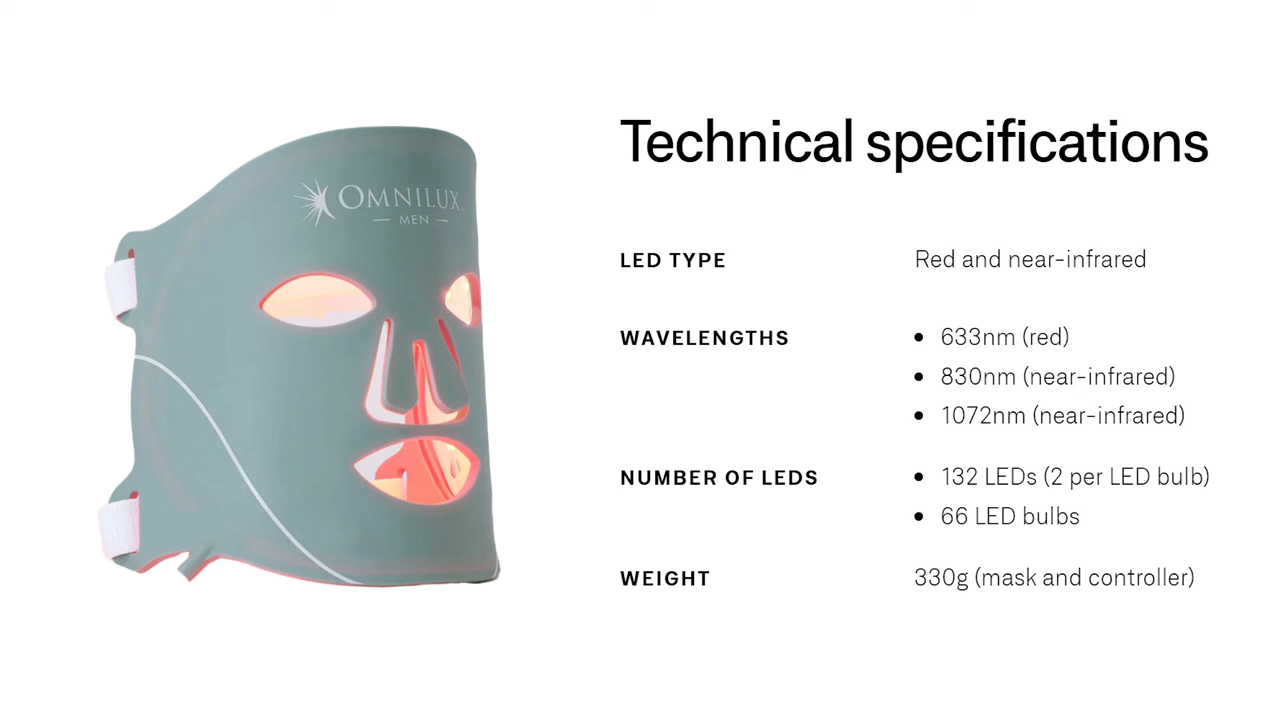 OMNILUX
MEN
Technical specifications
LED TYPE
Red and near-infrared
WAVELENGTHS
• 633nm (red)
• 830nm (near-infrared)
• 1072nm (near-infrared)
NUMBER OF LEDS
• 132 LEDs (2 per LED bulb)
• 66 LED bulbs
WEIGHT
330g (mask and controller)